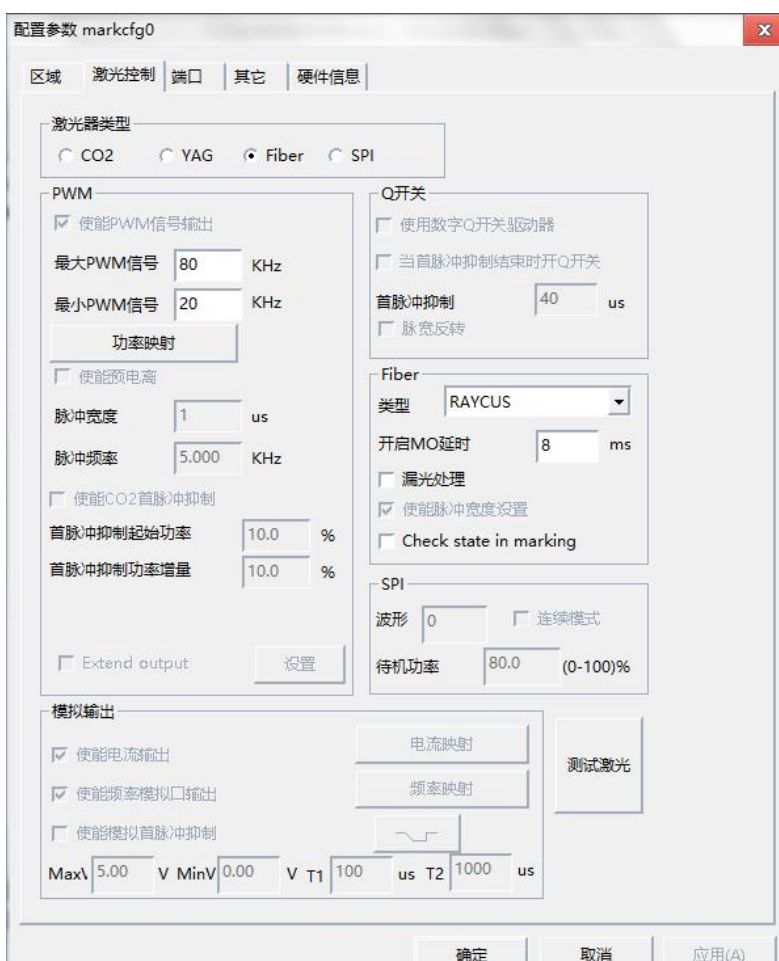 配置参数 markcfg0
区域 激光控制 端口 其它 硬件信息
激光器类型
CO2 YAG Fiber SPI
PWM
使能PWM信号输出
最大PWM信号 80 KHz
最小PWM信号 20 KHz
功率映射
使能预电离
脉冲宽度 1 us
脉冲频率 5.000 KHz
使能CO2首脉冲抑制
首脉冲抑制起始功率 10.0 %
首脉冲抑制功率增量 10.0 %
Extend output 设置
Q开关
使用数字Q开关驱动器
当首脉冲抑制结束时开Q开关
首脉冲抑制 40 us
脉宽反转
Fiber
类型 RAYCUS
开启MO延时 8 ms
漏光处理
使能脉冲宽度设置
Check state in marking
SPI
波形 0 连续模式
待机功率 80.0 (0-100)%
模拟输出
使能电流输出 电流映射
使能频率模拟口输出 频率映射
使能模拟首脉冲抑制
Max\ 5.00 V MinV 0.00 V T1 100 us T2 1000 us
测试激光
确定 取消 应用(A)